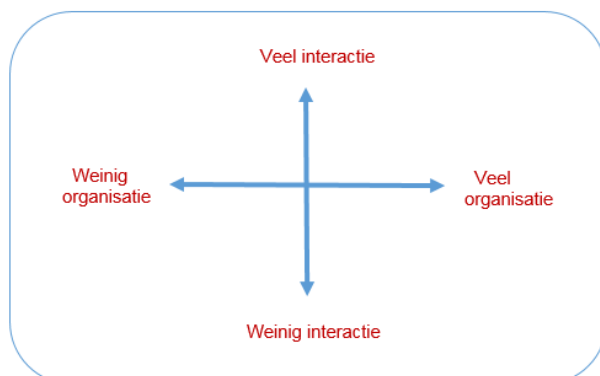 Veel interactie
Weinig
organisatie
Veel
organisatie
Weinig interactie